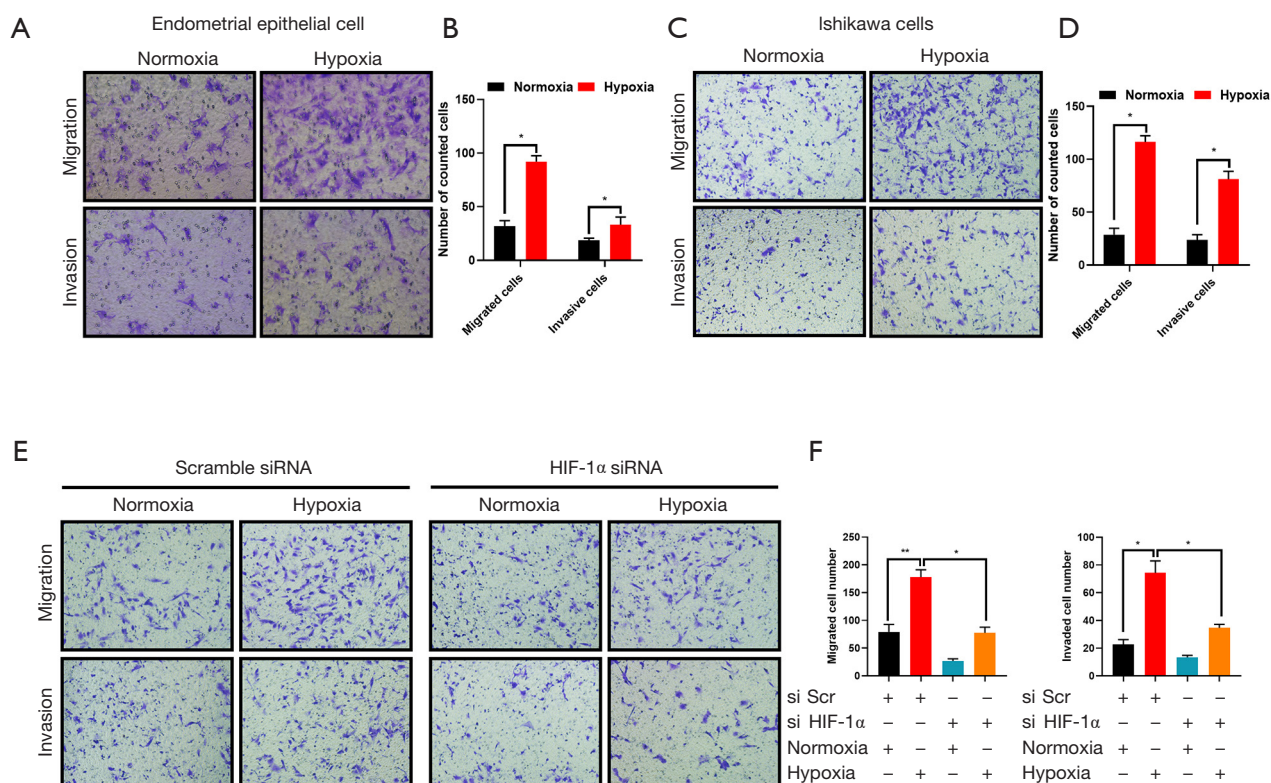 A
Endometrial epithelial cell
Normoxia
Hypoxia
Migration
Invasion
B
Normoxia
Hypoxia
Number of counted cells
150
100
50
0
*
*
Migrated cells
Invasive cells
C
Ishikawa cells
Normoxia
Hypoxia
Migration
Invasion
D
Normoxia
Hypoxia
Number of counted cells
150
100
50
0
*
*
Migrated cells
Invasive cells
E
Scramble siRNA
HIF-1α siRNA
Normoxia
Hypoxia
Normoxia
Hypoxia
Migration
Invasion
F
Migrated cell number
250
200
150
100
50
0
**
*
si Scr + + – –
si HIF-1α – – + +
Normoxia + – + –
Hypoxia – + – +
Invaded cell number
100
80
60
40
20
0
*
*
si Scr + + – –
si HIF-1α – – + +
Normoxia + – + –
Hypoxia – + – +